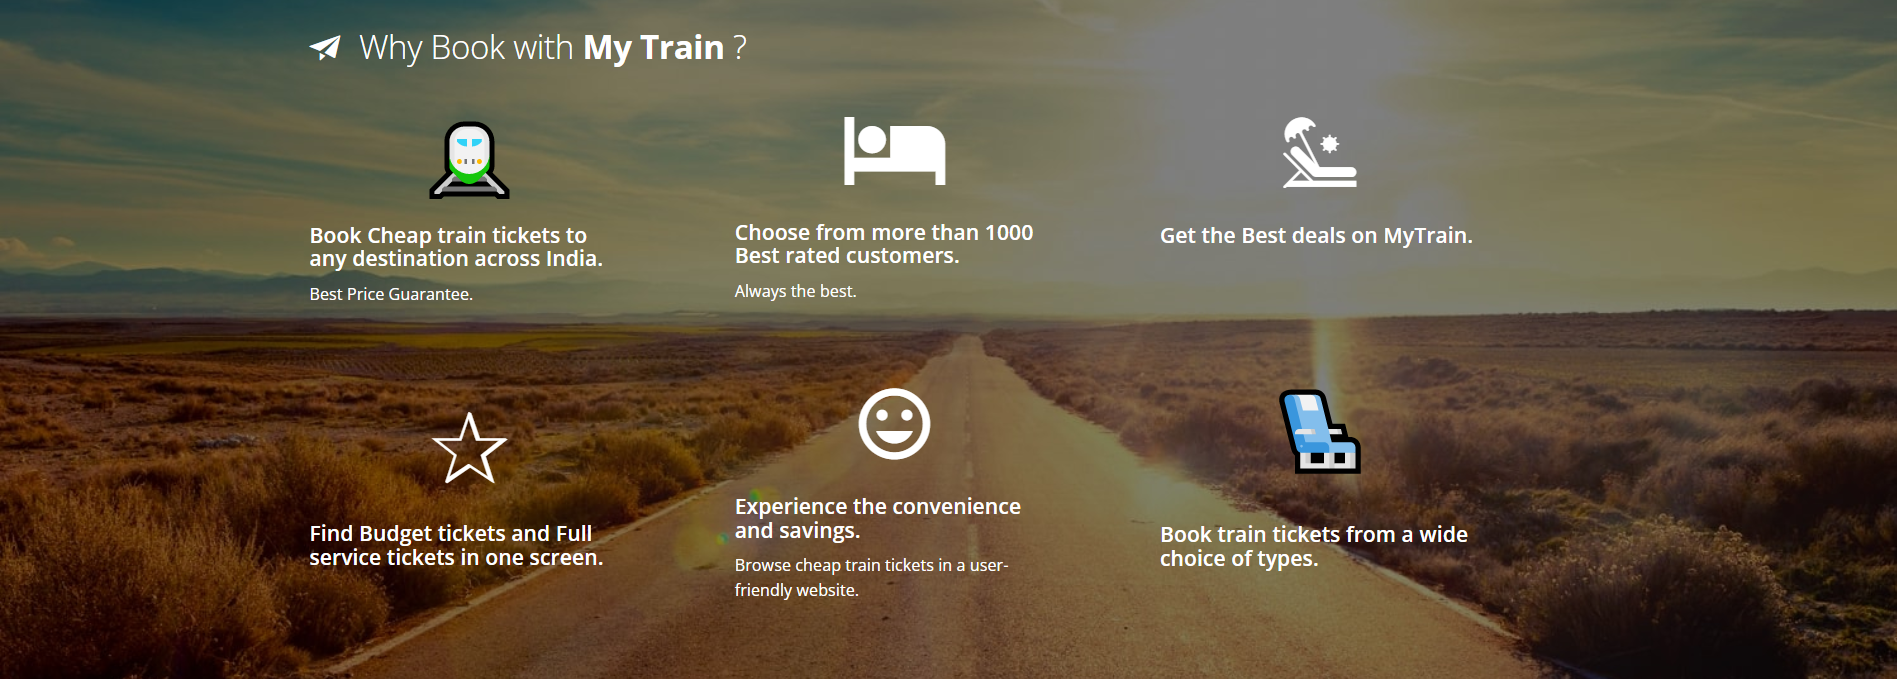 Why Book with My Train ?
Book Cheap train tickets to
any destination across India.
Best Price Guarantee.
Choose from more than 1000
Best rated customers.
Always the best.
Get the Best deals on MyTrain.
Find Budget tickets and Full
service tickets in one screen.
Experience the convenience
and savings.
Browse cheap train tickets in a user-
friendly website.
Book train tickets from a wide
choice of types.